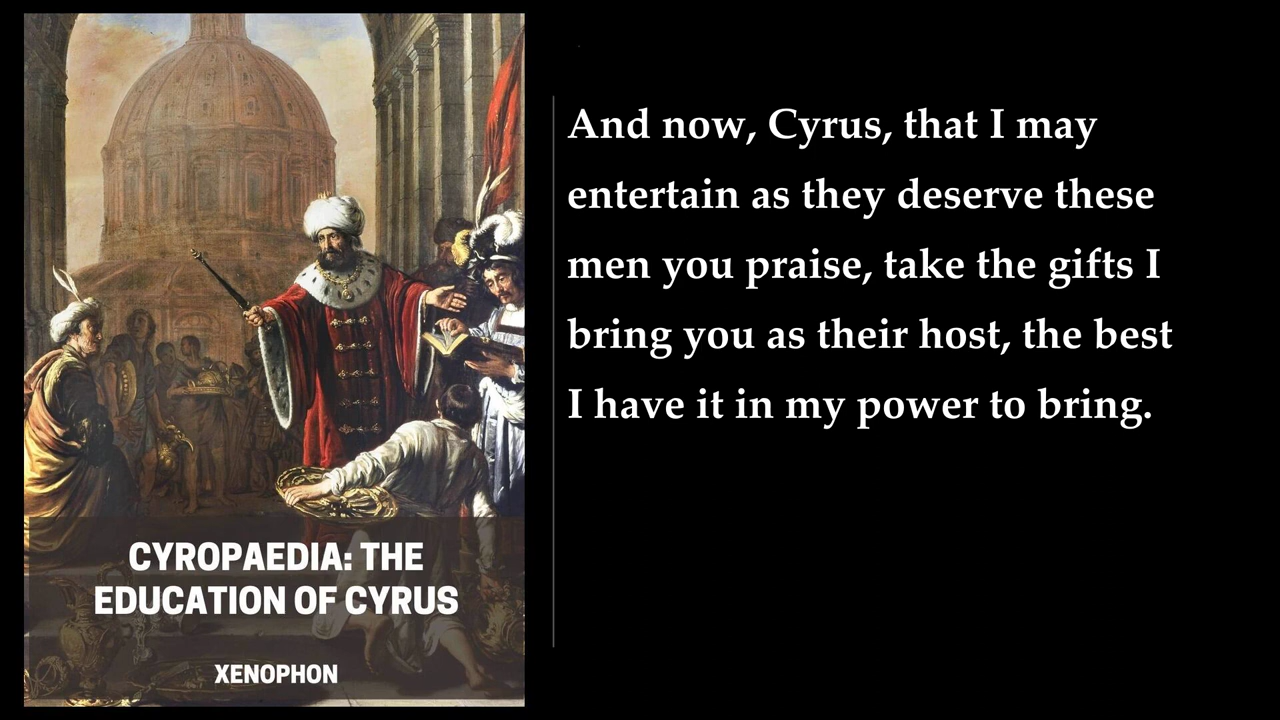 CYROPAEDIA: THE
EDUCATION OF CYRUS
XENOPHON
And now, Cyrus, that I may
entertain as they deserve these
men you praise, take the gifts I
bring you as their host, the best
I have it in my power to bring.